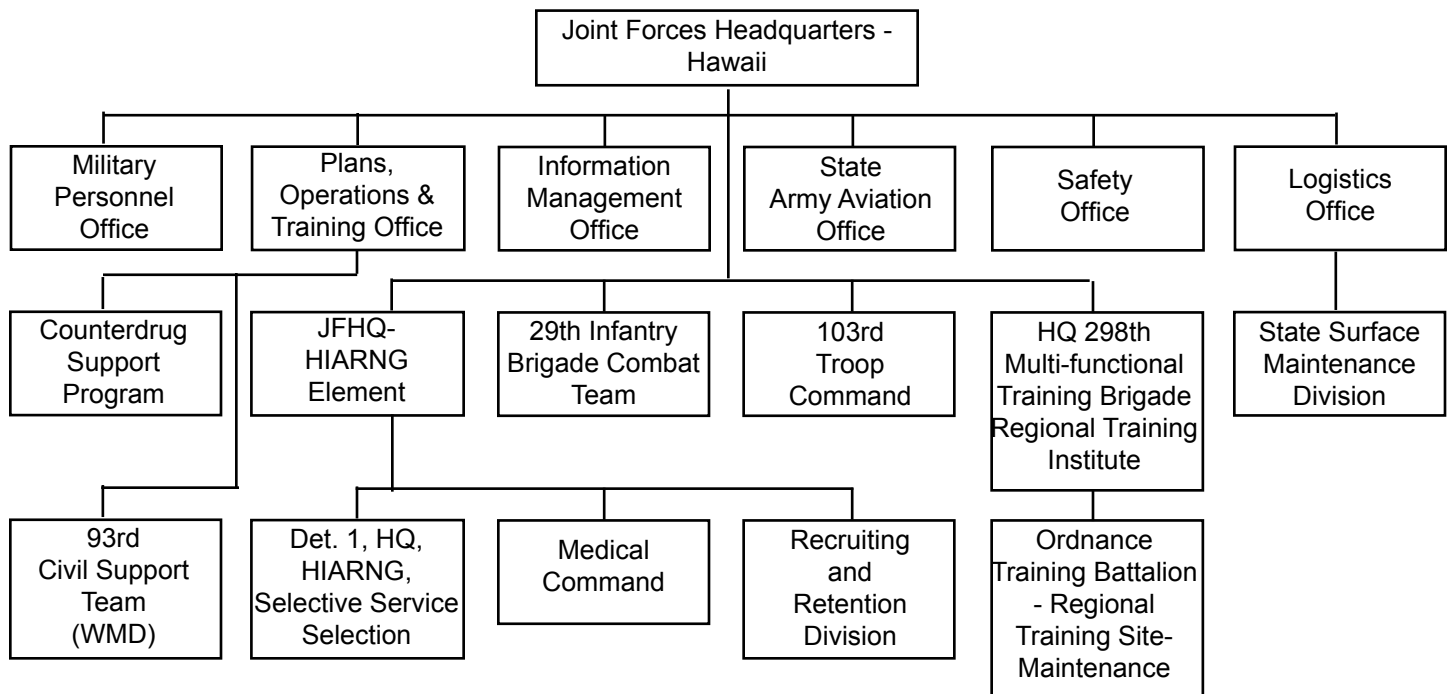 Joint Forces Headquarters -
Hawaii
Military
Personnel
Office
Plans,
Operations &
Training Office
Information
Management
Office
State
Army Aviation
Office
Safety
Office
Logistics
Office
Counterdrug
Support
Program
JFHQ-
HIARNG
Element
29th Infantry
Brigade Combat
Team
103rd
Troop
Command
HQ 298th
Multi-functional
Training Brigade
Regional Training
Institute
State Surface
Maintenance
Division
93rd
Civil Support
Team
(WMD)
Det. 1, HQ,
HIARNG,
Selective Service
Selection
Medical
Command
Recruiting
and
Retention
Division
Ordnance
Training Battalion
- Regional
Training Site-
Maintenance